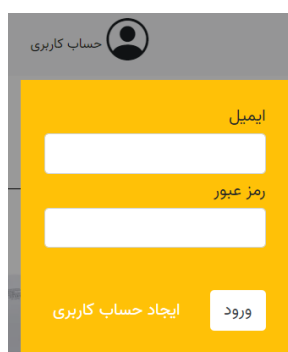 حساب کاربری
ایمیل
رمز عبور
ورود
ایجاد حساب کاربری